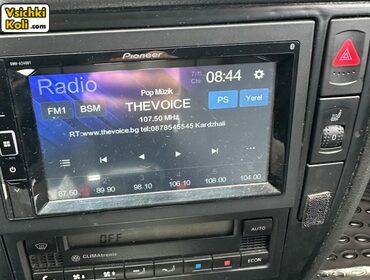 Vsichki
Koli .com
Pioneer
Radio
7/11
08:44
Pop Müzik
FM1
BSM
THEVOICE
PS
Yerel
107.50 MHz
RT:www.thevoice.bg tel:0878545545 Kardzhali
87.50
89.90
98.10
106.10
104.00
OFF
AUTO
CLIMAtronic
ECON